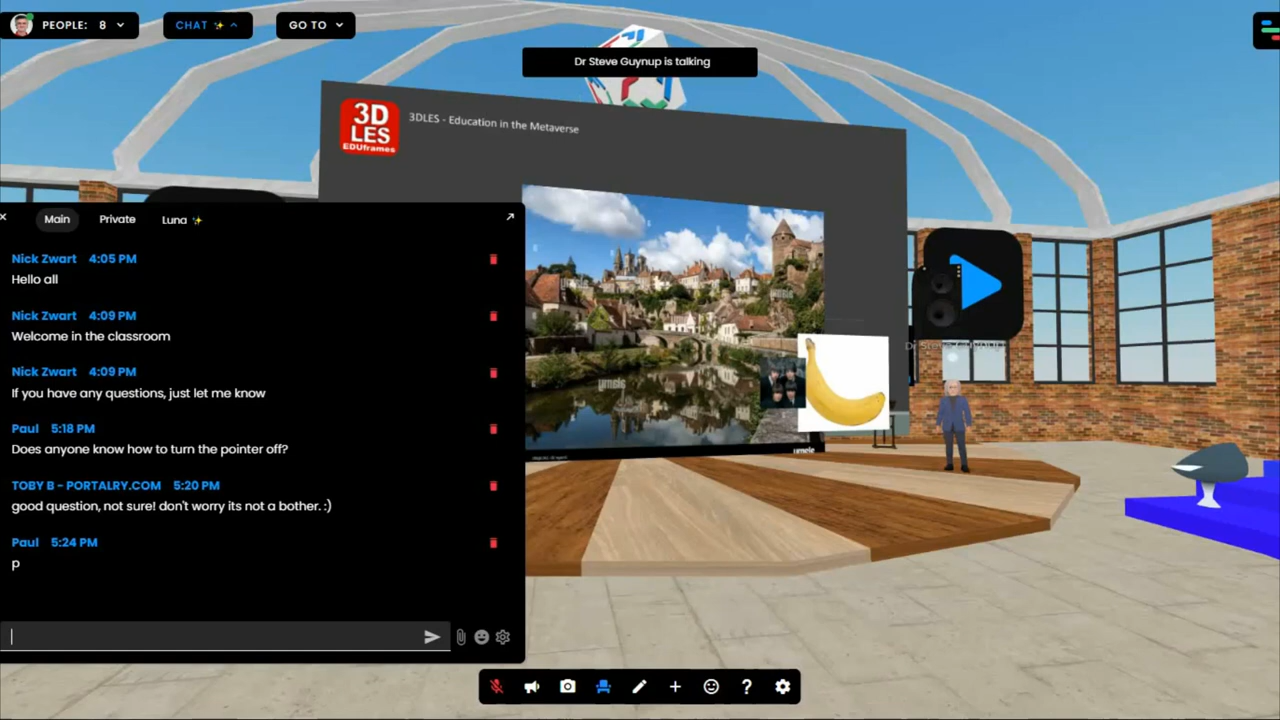 PEOPLE: 8
CHAT
GO TO
Dr Steve Guynup is talking
3D
LES
EDUframes
3DLES - Education in the Metaverse
Main
Private
Luna
Nick Zwart 4:05 PM
Hello all
Nick Zwart 4:09 PM
Welcome in the classroom
Nick Zwart 4:09 PM
If you have any questions, just let me know
Paul 5:18 PM
Does anyone know how to turn the pointer off?
TOBY B - PORTALRY.COM 5:20 PM
good question, not sure! don't worry its not a bother. :)
Paul 5:24 PM
p
Dr Steve Guynup